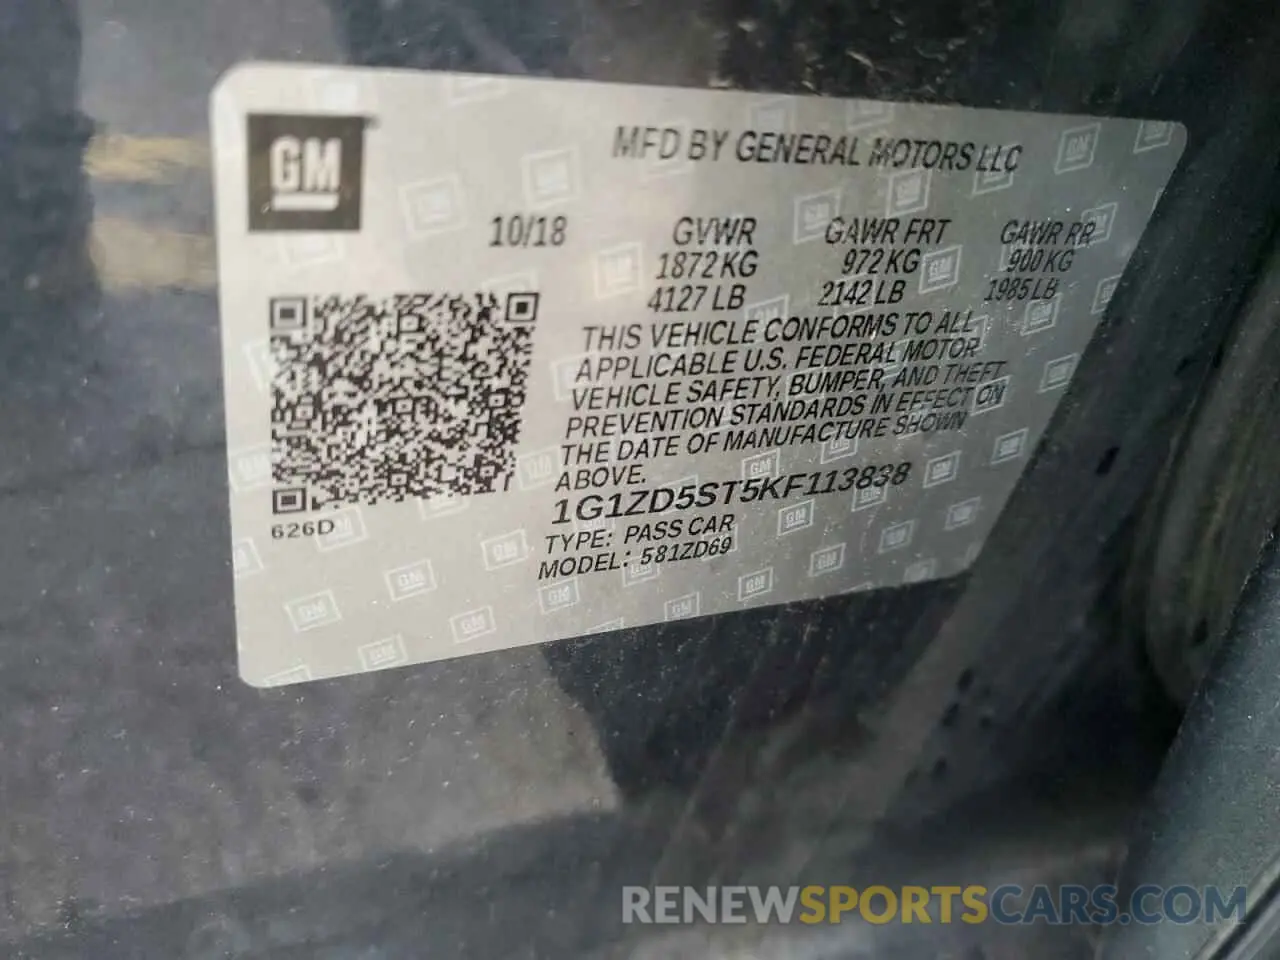 GM
MFD BY GENERAL MOTORS LLC
10/18 GVWR GAWR FRT GAWR RR
1872 KG 972 KG 900 KG
4127 LB 2142 LB 1985 LB
THIS VEHICLE CONFORMS TO ALL
APPLICABLE U.S. FEDERAL MOTOR
VEHICLE SAFETY, BUMPER, AND THEFT
PREVENTION STANDARDS IN EFFECT ON
THE DATE OF MANUFACTURE SHOWN
ABOVE.
1G1ZD5ST5KF113838
TYPE: PASS CAR
MODEL: 581ZD69
626D
RENEWSPORTSCARS.COM